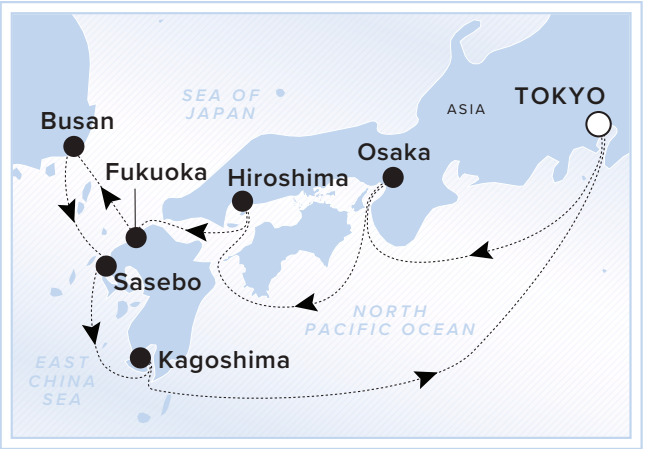 SEA OF
JAPAN
ASIA
TOKYO
Busan
Fukuoka
Hiroshima
Osaka
Sasebo
NORTH
PACIFIC OCEAN
Kagoshima
EAST
CHINA
SEA